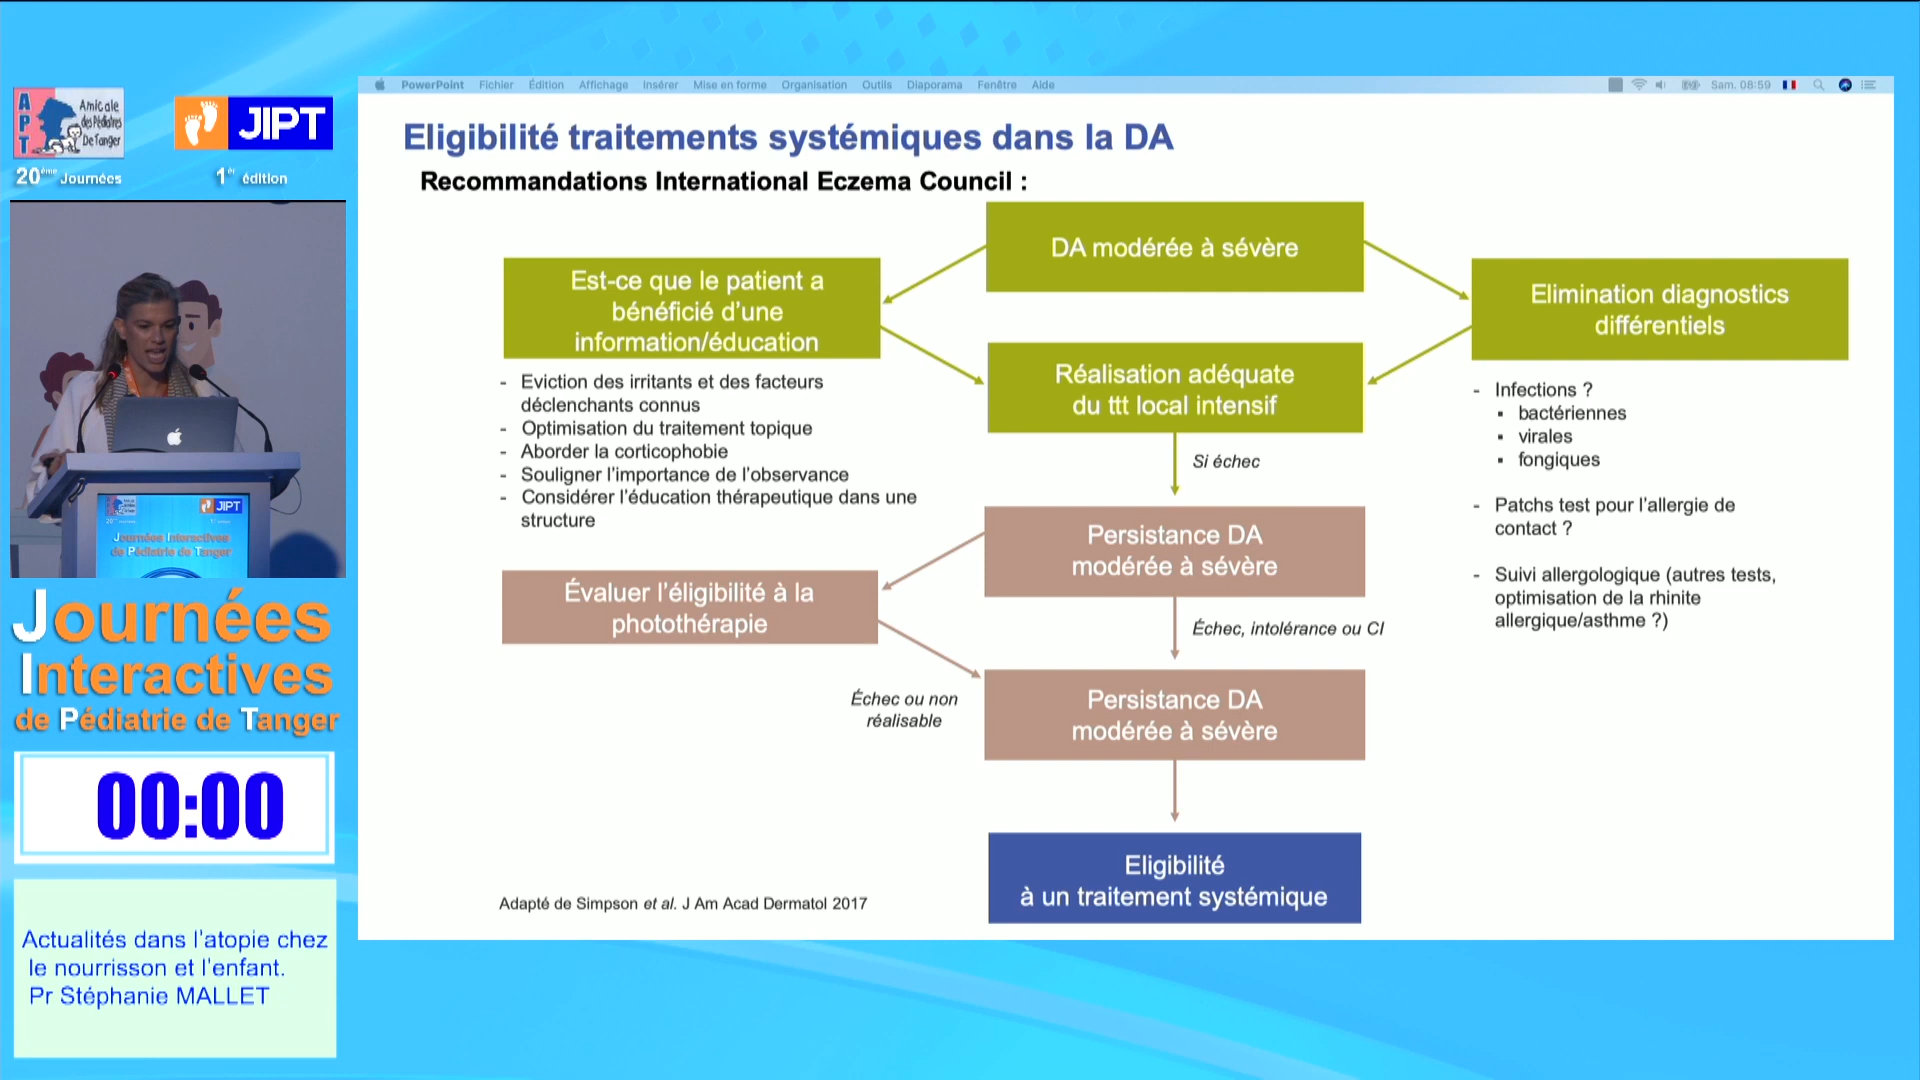 PowerPoint Fichier Édition Affichage Insérer Mise en forme Organisation Outils Diaporama Fenêtre Aide
Sam. 08:59
A
P
T
Amicale
des Pédiatres
De Tanger
JIPT
20ème Journées
1èr édition
Eligibilité traitements systémiques dans la DA
Recommandations International Eczema Council :
DA modérée à sévère
Est-ce que le patient a
bénéficié d'une
information/éducation
Elimination diagnostics
différentiels
Réalisation adéquate
du ttt local intensif
- Eviction des irritants et des facteurs
déclenchants connus
- Optimisation du traitement topique
- Aborder la corticophobie
- Souligner l'importance de l'observance
- Considérer l'éducation thérapeutique dans une
structure
Si échec
- Infections ?
▪ bactériennes
▪ virales
▪ fongiques
- Patchs test pour l'allergie de
contact ?
- Suivi allergologique (autres tests,
optimisation de la rhinite
allergique/asthme ?)
Persistance DA
modérée à sévère
Évaluer l'éligibilité à la
photothérapie
Échec, intolérance ou CI
Échec ou non
réalisable
Persistance DA
modérée à sévère
Eligibilité
à un traitement systémique
Adapté de Simpson et al. J Am Acad Dermatol 2017
JIPT
Journées Interactives
de Pédiatrie de Tanger
Journées
Interactives
de Pédiatrie de Tanger
00:00
Actualités dans l'atopie chez
le nourrisson et l'enfant.
Pr Stéphanie MALLET